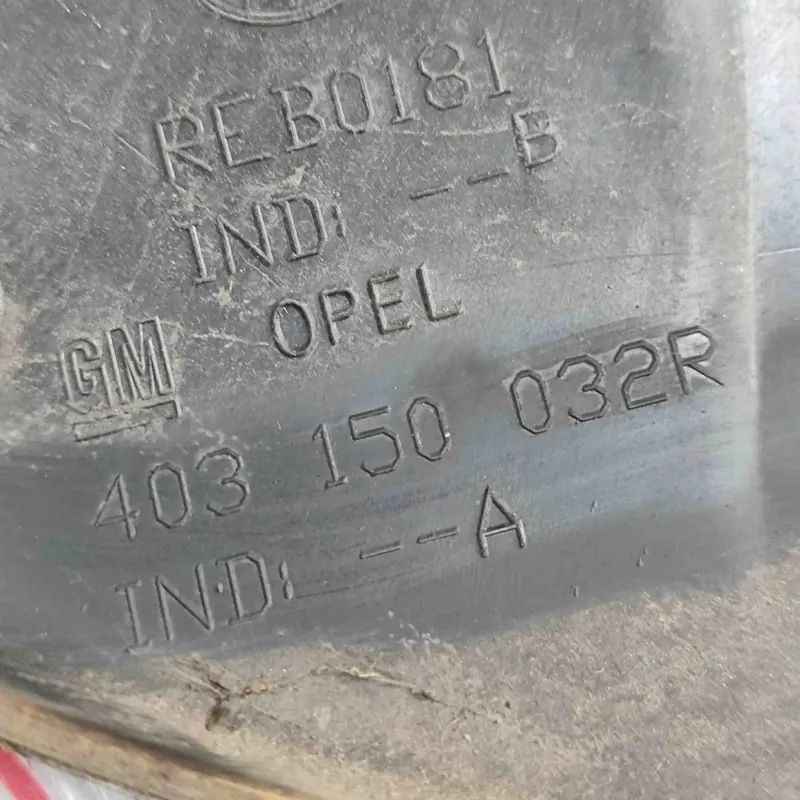 REB0181
IND: --B
OPEL
GM
403 150 032R
IND: --A